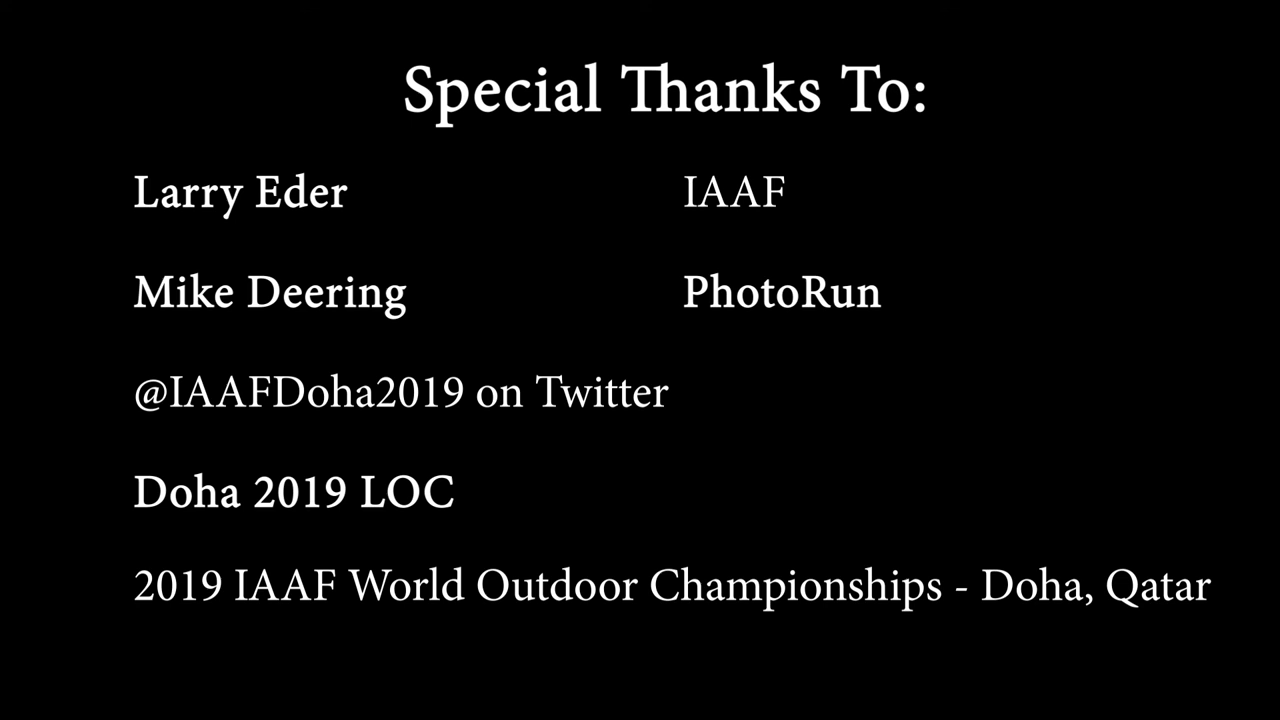 Special Thanks To:
Larry Eder
IAAF
Mike Deering
PhotoRun
@IAAFDoha2019 on Twitter
Doha 2019 LOC
2019 IAAF World Outdoor Championships - Doha, Qatar